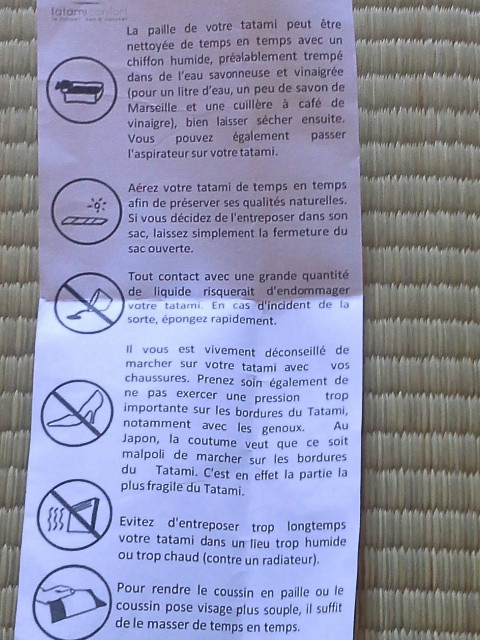 tatamiconfort
La paille de votre tatami peut être
nettoyée de temps en temps avec un
chiffon humide, préalablement trempé
dans de l'eau savonneuse et vinaigrée
(pour un litre d'eau, un peu de savon de
Marseille et une cuillère à café de
vinaigre), bien laisser sécher ensuite.
Vous pouvez également passer
l'aspirateur sur votre tatami.
Aérez votre tatami de temps en temps
afin de préserver ses qualités naturelles.
Si vous décidez de l'entreposer dans son
sac, laissez simplement la fermeture du
sac ouverte.
Tout contact avec une grande quantité
de liquide risquerait d'endommager
votre tatami. En cas d'incident de la
sorte, épongez rapidement.
Il vous est vivement déconseillé de
marcher sur votre tatami avec vos
chaussures. Prenez soin également de
ne pas exercer une pression trop
importante sur les bordures du Tatami,
notamment avec les genoux. Au
Japon, la coutume veut que ce soit
malpoli de marcher sur les bordures
du Tatami. C'est en effet la partie la
plus fragile du Tatami.
Evitez d'entreposer trop longtemps
votre tatami dans un lieu trop humide
ou trop chaud (contre un radiateur).
Pour rendre le coussin en paille ou le
coussin pose visage plus souple, il suffit
de le masser de temps en temps.